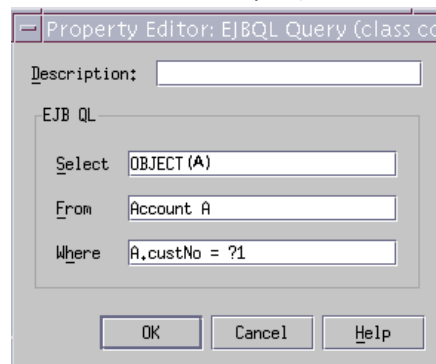 Property Editor: EJBQL Query (class co
Description:
EJB QL
Select OBJECT(A)
From Account A
Where A.custNo = ?1
OK Cancel Help